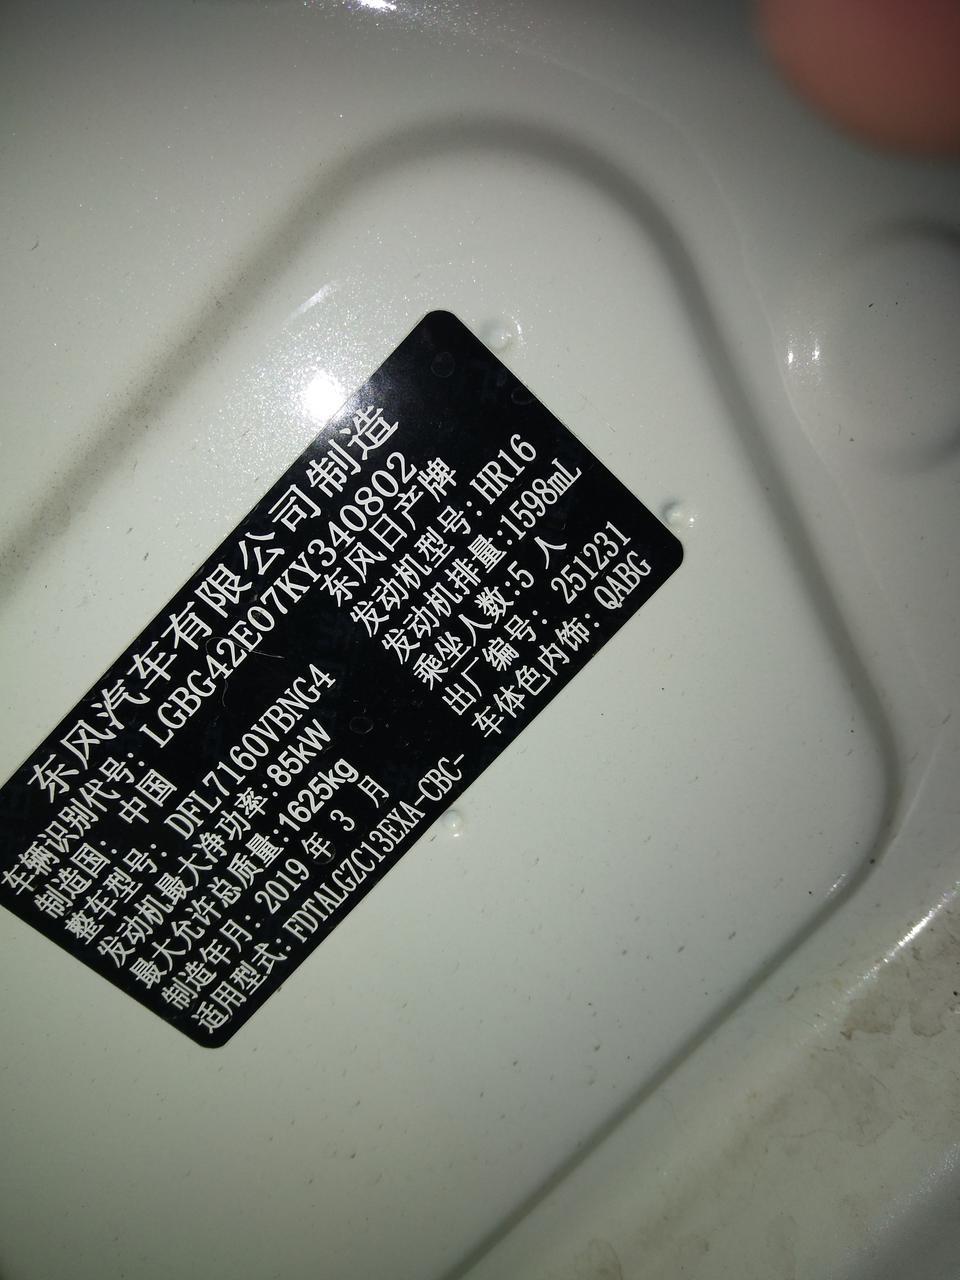 东风汽车有限公司制造
车辆识别代号: LGBG42E07KY340802
制造国: 中国 东风日产牌
整车型号: DFL7160VBNG4 发动机型号: HR16
发动机最大净功率:85kW 发动机排量:1598mL
最大允许总质量:1625kg 乘坐人数:5 人
制造年月: 2019 年 3 月 出厂编号: 251231
适用型式: FDTALGZC13EXA-CBC- 车体色内饰: QABG